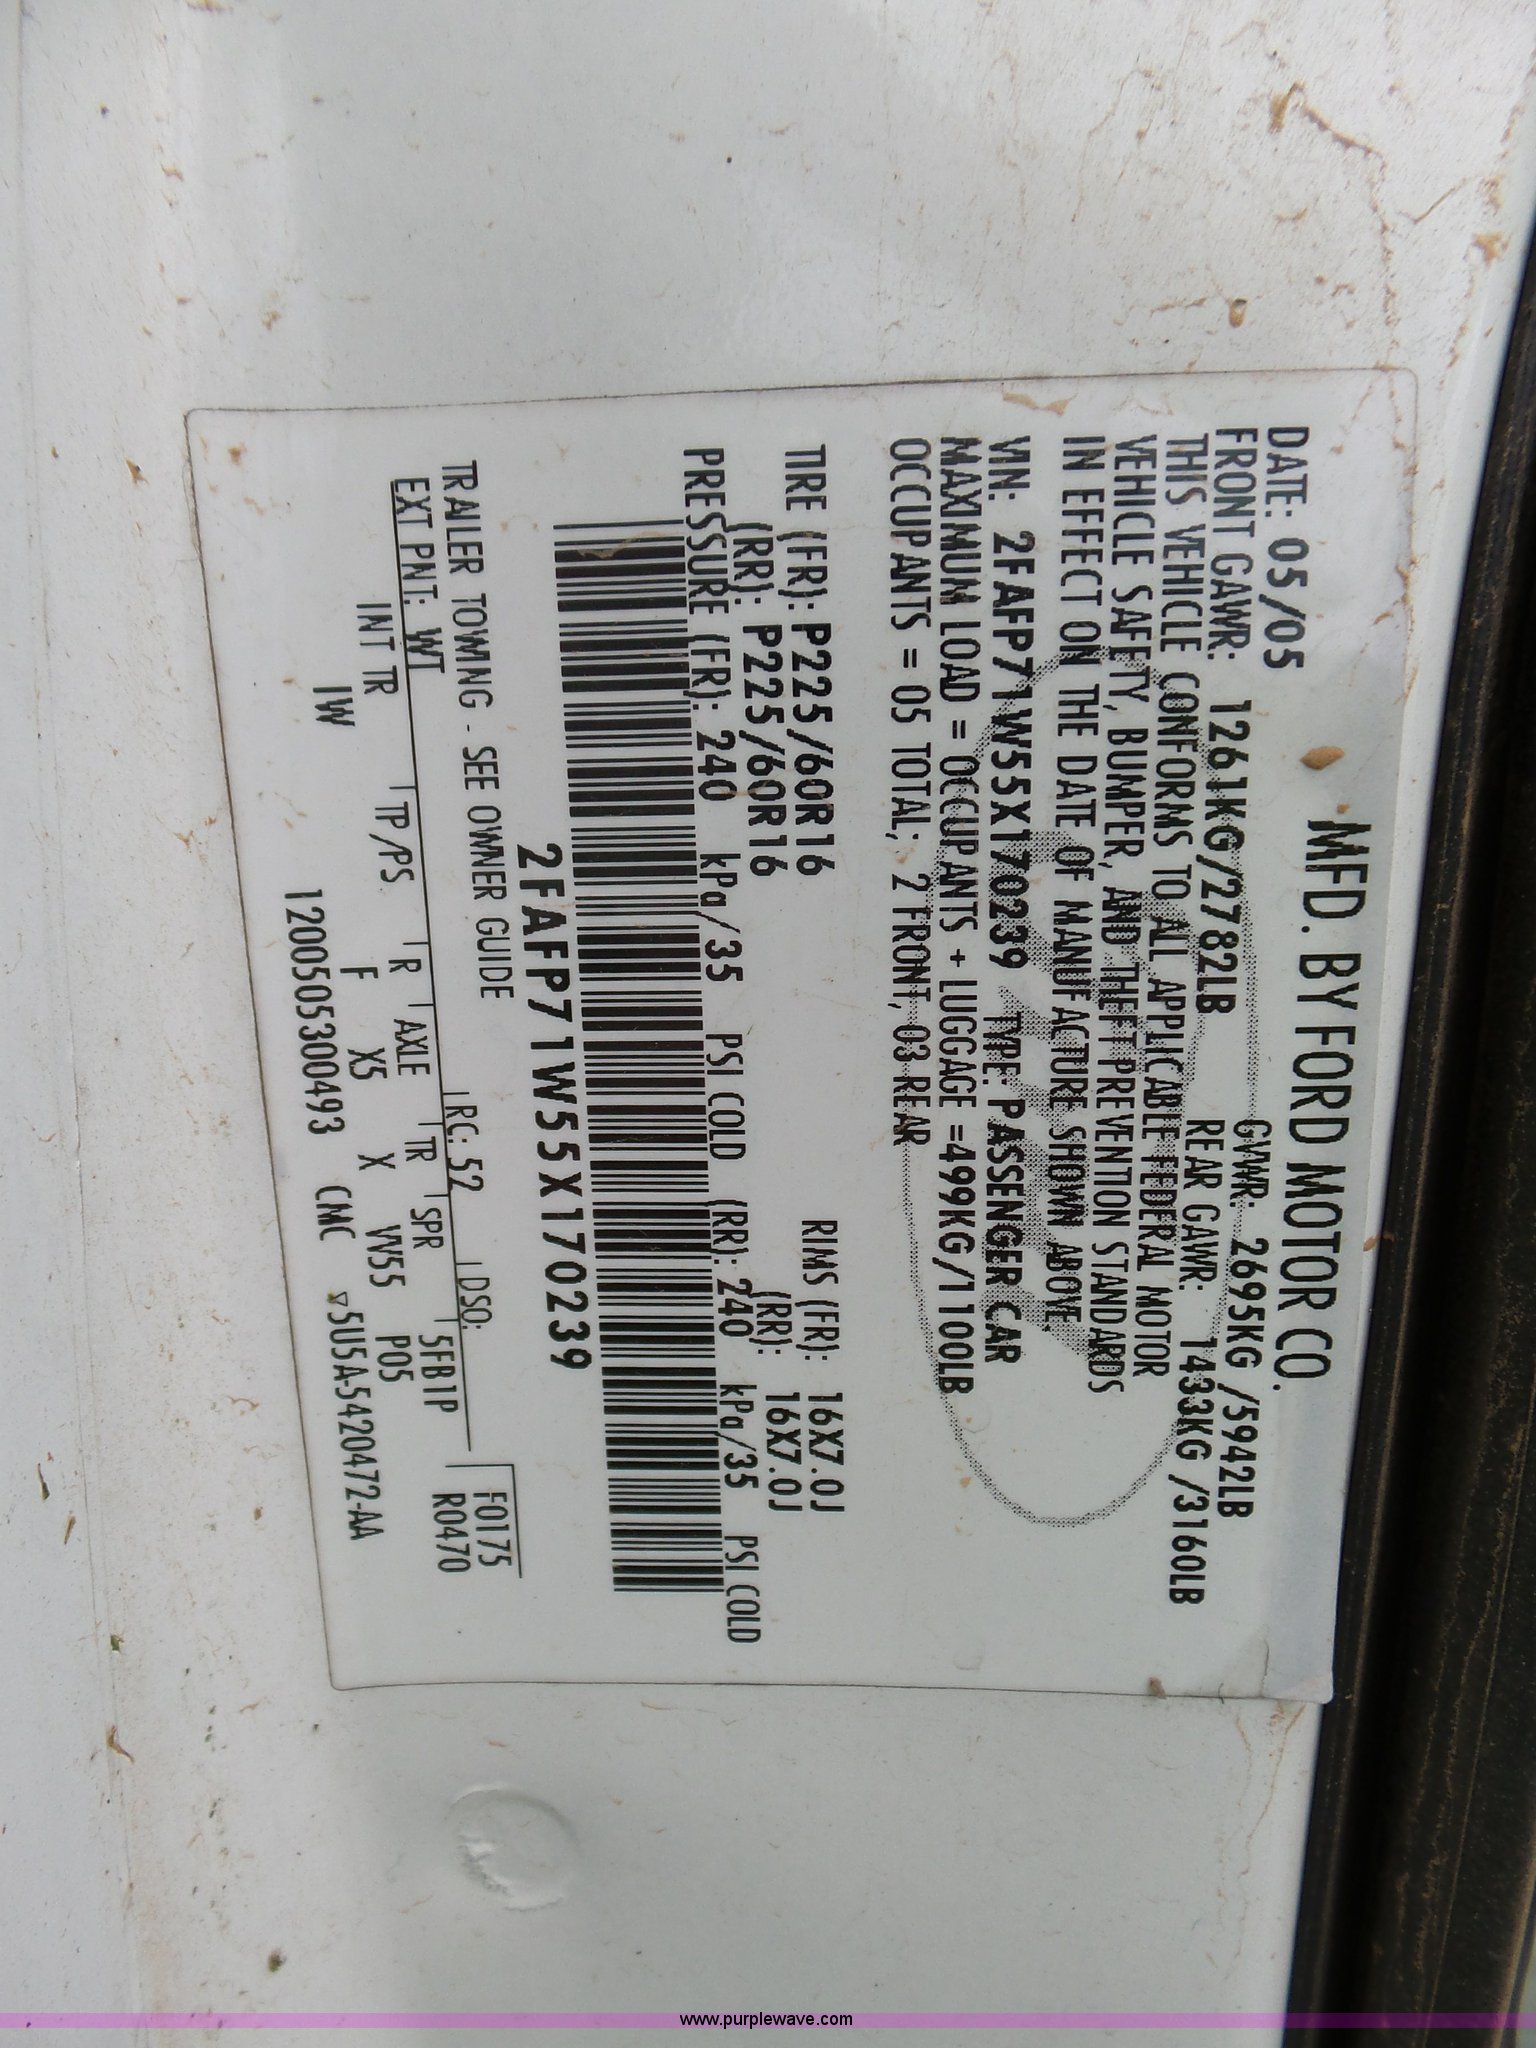 MFD. BY FORD MOTOR CO.
DATE: 05/05 GVWR: 2695KG /5942LB
FRONT GAWR: 1261KG/2782LB REAR GAWR: 1433KG /3160LB
THIS VEHICLE CONFORMS TO ALL APPLICABLE FEDERAL MOTOR
VEHICLE SAFETY, BUMPER, AND THEFT PREVENTION STANDARDS
IN EFFECT ON THE DATE OF MANUFACTURE SHOWN ABOVE.
VIN: 2FAFP71W55X170239 TYPE: PASSENGER CAR
MAXIMUM LOAD = OCCUPANTS + LUGGAGE =499KG/1100LB
OCCUPANTS = 05 TOTAL; 2 FRONT, 03 REAR
TIRE (FR): P225/60R16 RIMS (FR): 16X7.0J
(RR): P225/60R16 (RR): 16X7.0J
PRESSURE (FR): 240 kPa/35 PSI COLD (RR): 240 kPa/35 PSI COLD
2FAFP71W55X170239
TRAILER TOWING - SEE OWNER GUIDE
F0175
EXT PNT: WT RC: 52 DSO: R0470
INT TR TP/PS R AXLE TR SPR 5FB1P
IW F X5 X VV55 P05
1200505300493 CMC ▽5U5A-5420472-AA
www.purplewave.com